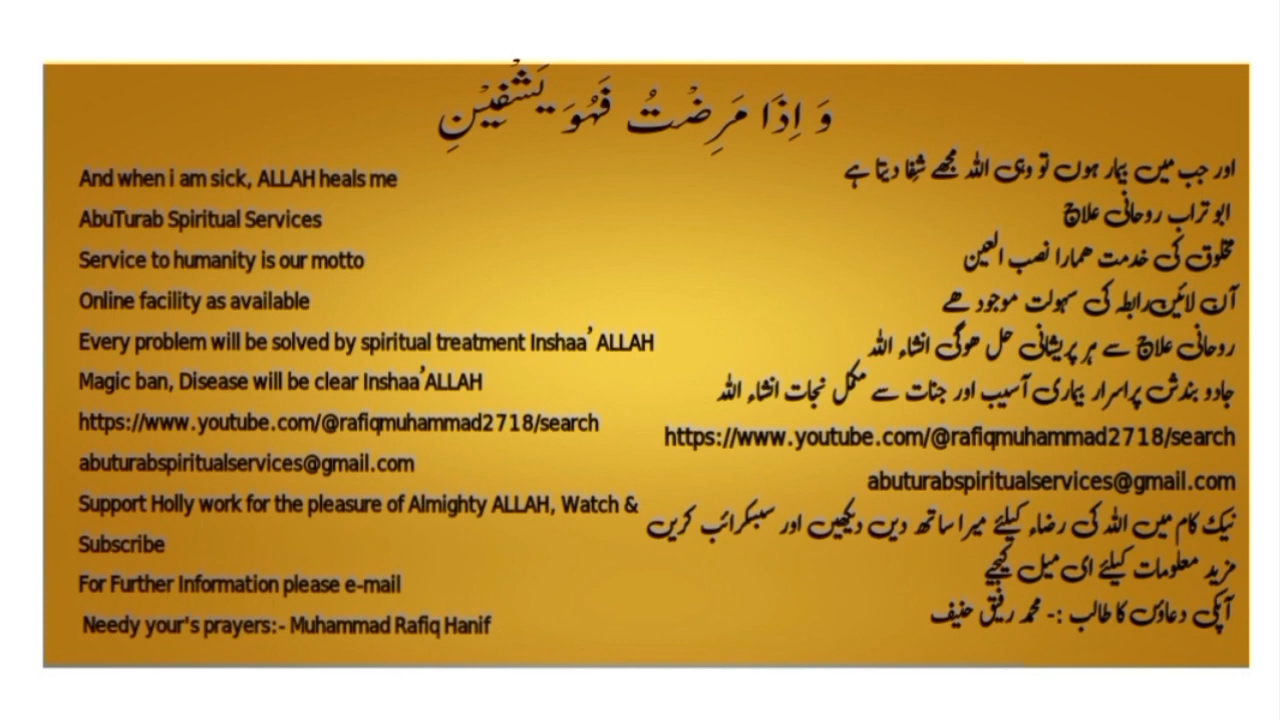 وَ اِذَا مَرِضْتُ فَهُوَ يَشْفِيْنِ
And when i am sick, ALLAH heals me
AbuTurab Spiritual Services
Service to humanity is our motto
Online facility as available
Every problem will be solved by spiritual treatment Inshaa’ ALLAH
Magic ban, Disease will be clear Inshaa’ALLAH
https://www.youtube.com/@rafiqmuhammad2718/search
abuturabspiritualservices@gmail.com
Support Holly work for the pleasure of Almighty ALLAH, Watch &
Subscribe
For Further Information please e-mail
Needy your's prayers:- Muhammad Rafiq Hanif
اور جب میں بیمار ہوں تو وہی اللہ مجھے شِفا دیتا ہے
ابو تراب روحانی علاج
مخلوق کی خدمت ھمارا نصب العین
آن لائین رابطہ کی سہولت موجود ھے
روحانی علاج سے ہر پریشانی حل ھوگی انشاء اللہ
جادو بندش پراسرار بیماری آسیب اور جنات سے مکمل نجات انشاء اللہ
https://www.youtube.com/@rafiqmuhammad2718/search
abuturabspiritualservices@gmail.com
نیک کام میں اللہ کی رضاء کیلئے میرا ساتھ دیں دیکھیں اور سبسکرائب کریں
مزید معلومات کیلئے ای میل کیجیے
آپکی دعاؤں کا طالب :- محمد رفیق حنیف